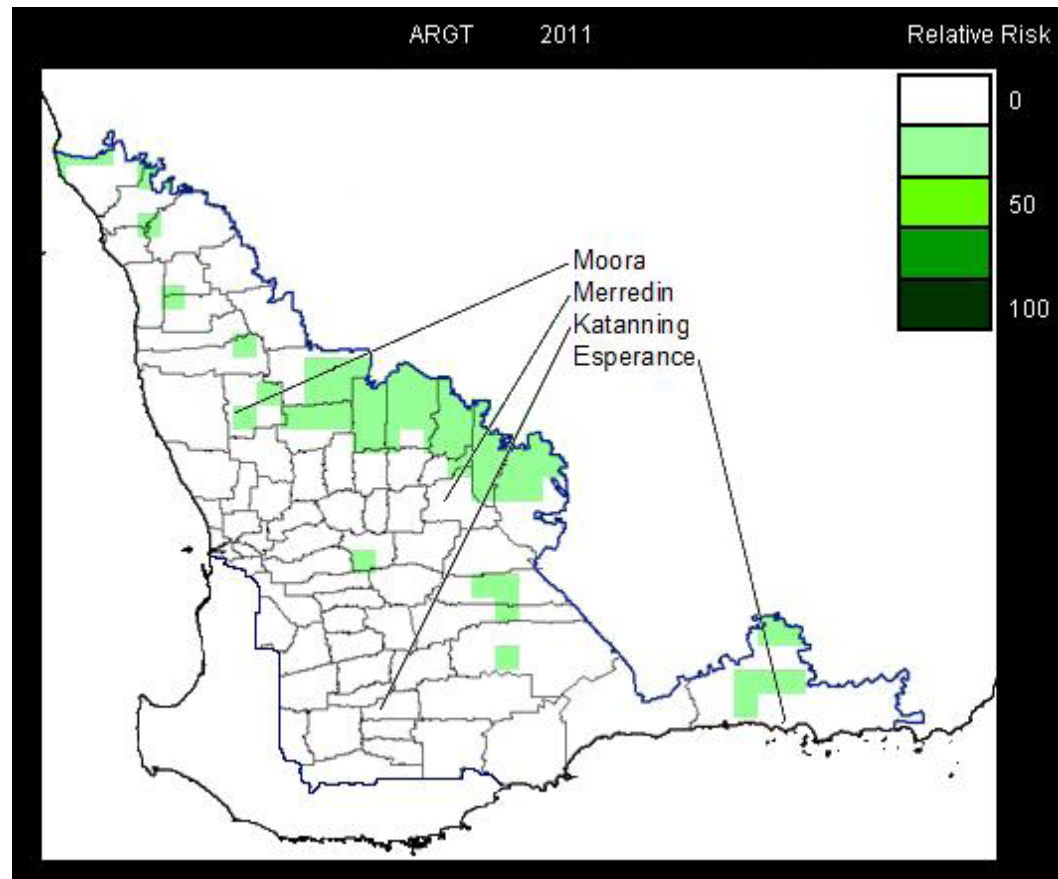 ARGT 2011 Relative Risk
0
50
100
Moora
Merredin
Katanning
Esperance